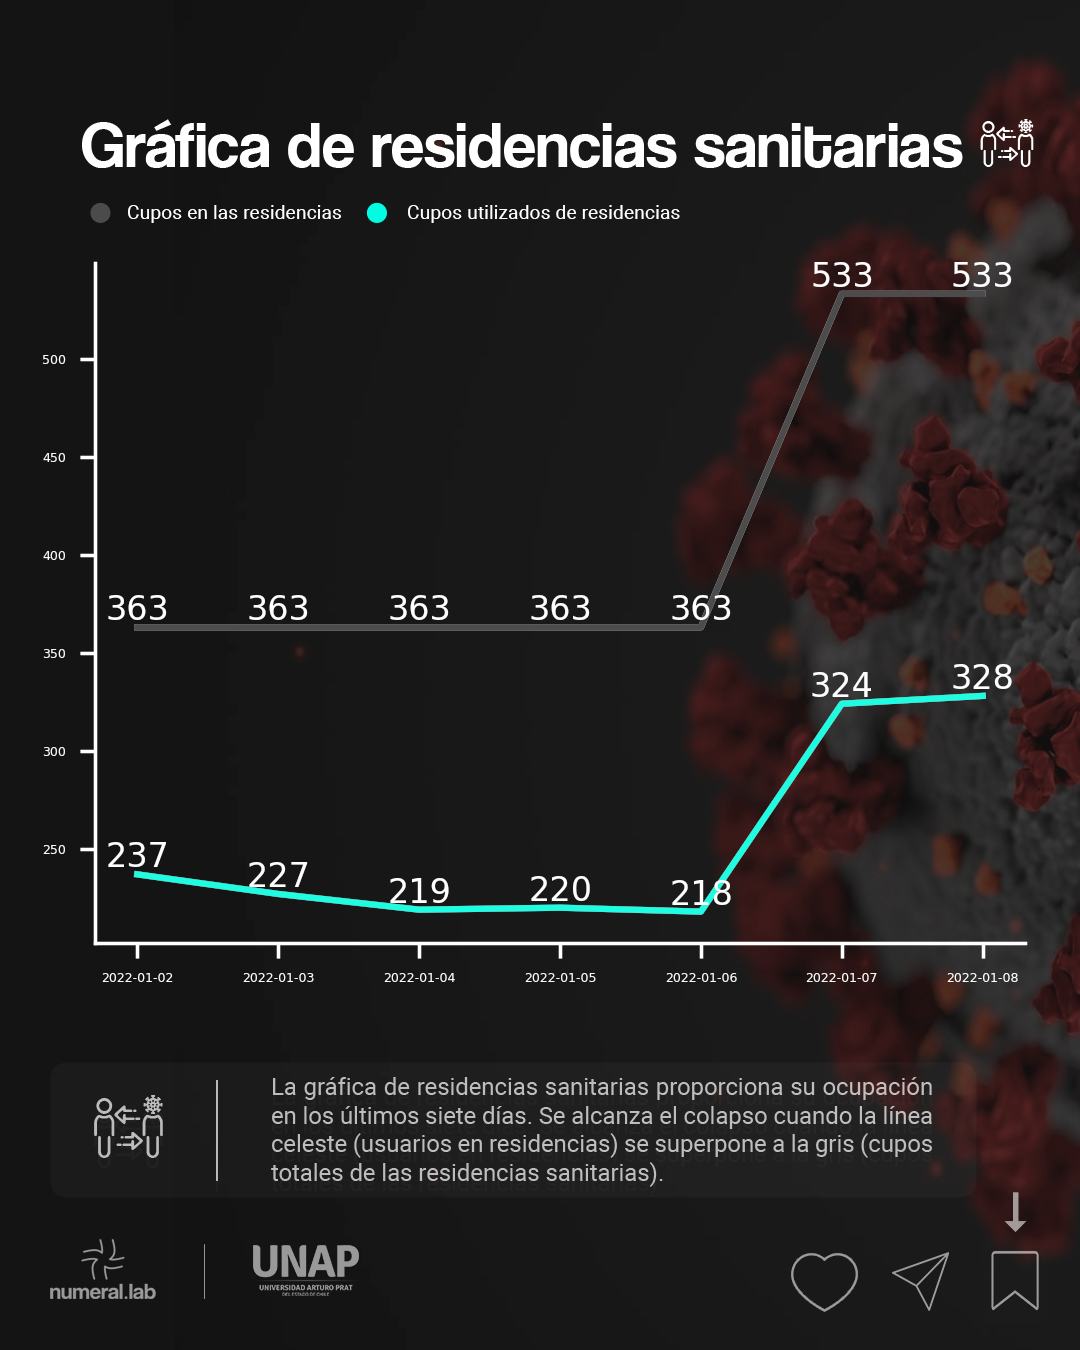 Gráfica de residencias sanitarias
Cupos en las residencias Cupos utilizados de residencias
533 533
500
450
400
363 363 363 363 363
350
324 328
300
250
237 227 219 220 218
2022-01-02 2022-01-03 2022-01-04 2022-01-05 2022-01-06 2022-01-07 2022-01-08
La gráfica de residencias sanitarias proporciona su ocupación
en los últimos siete días. Se alcanza el colapso cuando la línea
celeste (usuarios en residencias) se superpone a la gris (cupos
totales de las residencias sanitarias).
numeral.lab
UNAP
UNIVERSIDAD ARTURO PRAT
DEL ESTADO DE CHILE